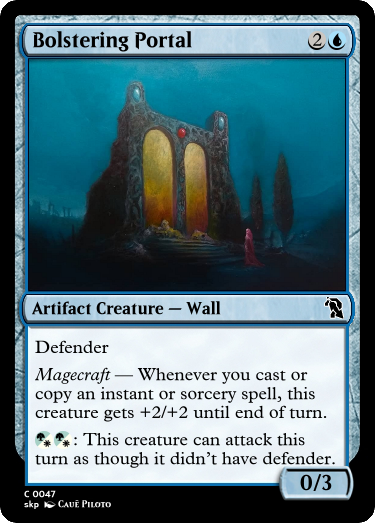 Bolstering Portal 2
Artifact Creature — Wall
Defender
Magecraft — Whenever you cast or
copy an instant or sorcery spell, this
creature gets +2/+2 until end of turn.
: This creature can attack this
turn as though it didn't have defender.
0/3
C 0047
skp Cauê Piloto